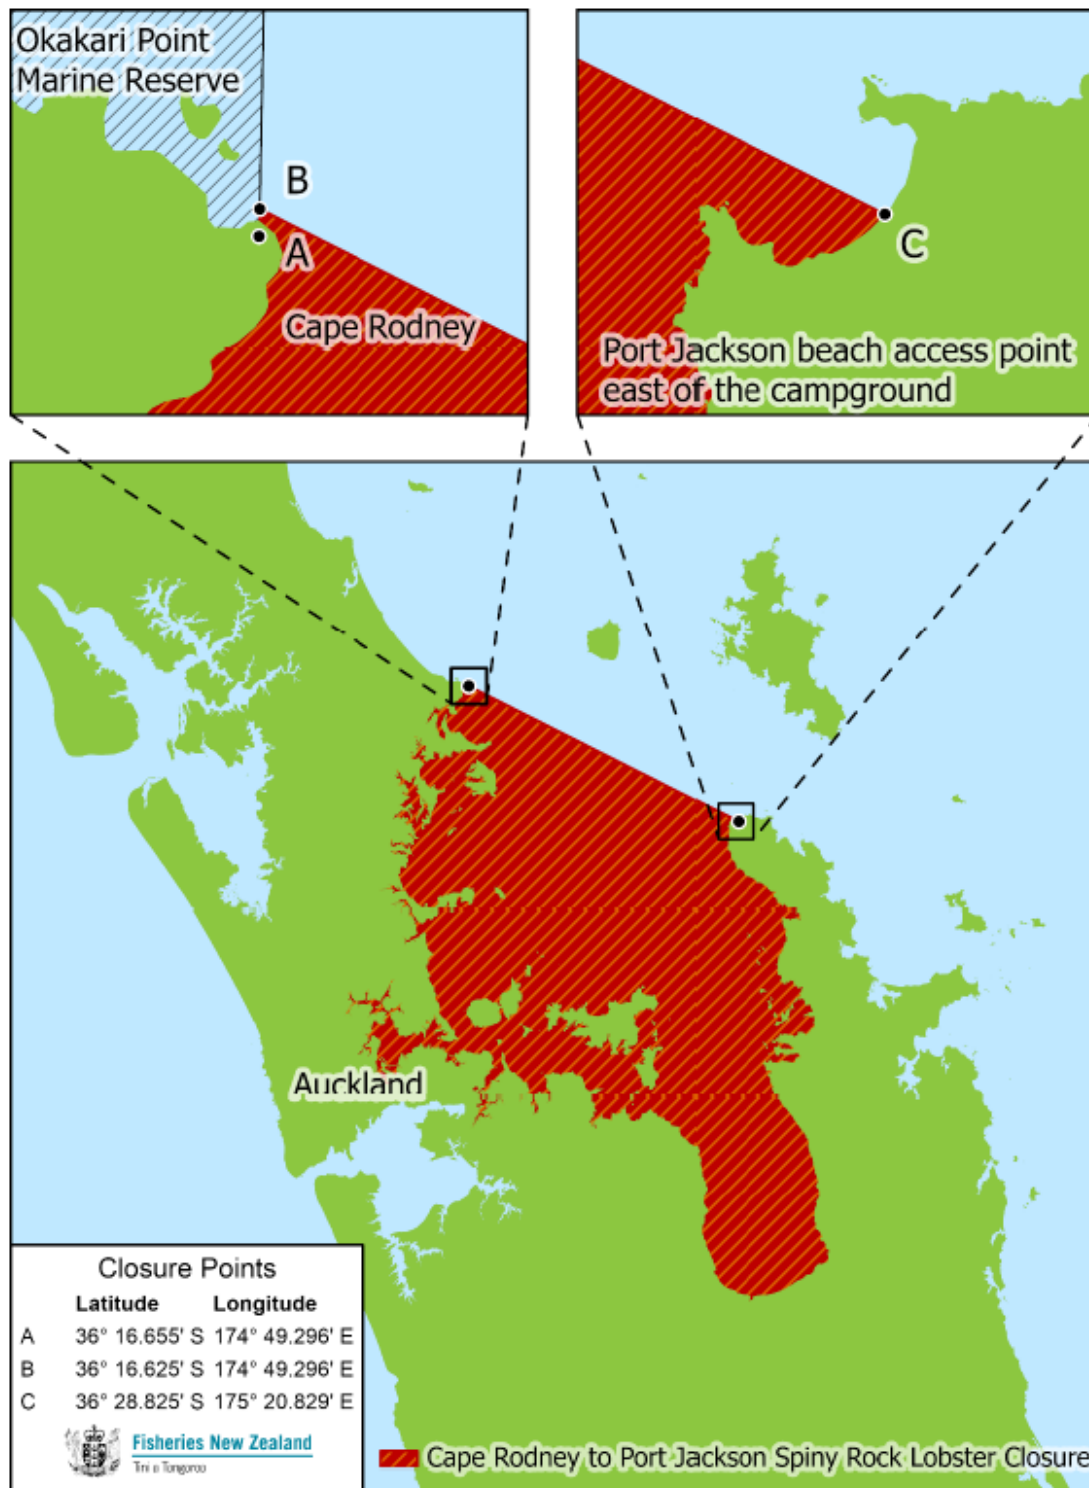 Okakari Point
Marine Reserve
B
A
Cape Rodney
C
Port Jackson beach access point
east of the campground
Auckland
Closure Points
Latitude Longitude
A 36° 16.655' S 174° 49.296' E
B 36° 16.625' S 174° 49.296' E
C 36° 28.825' S 175° 20.829' E
Fisheries New Zealand
Tini a Tangaroa
Cape Rodney to Port Jackson Spiny Rock Lobster Closure